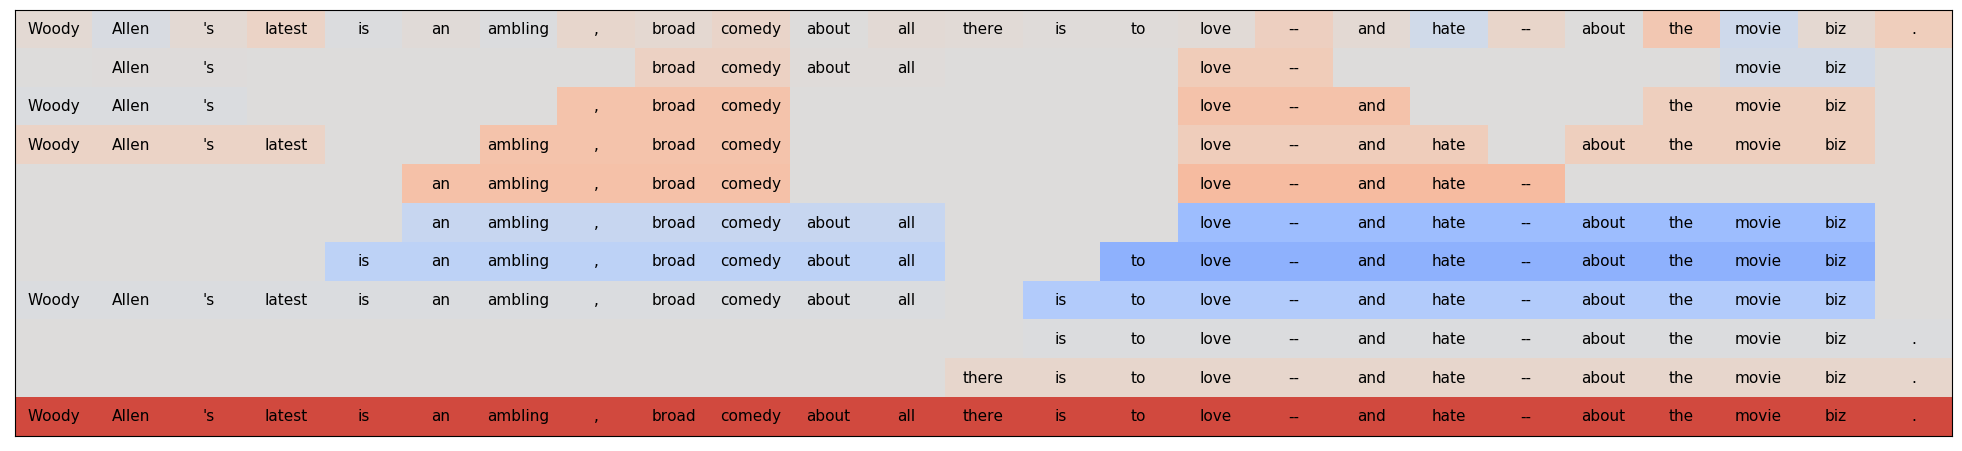 Woody Allen 's latest is an ambling , broad comedy about all there is to love -- and hate -- about the movie biz .
Allen 's broad comedy about all love -- movie biz
Woody Allen 's , broad comedy love -- and the movie biz
Woody Allen 's latest ambling , broad comedy love -- and hate about the movie biz
an ambling , broad comedy love -- and hate --
an ambling , broad comedy about all love -- and hate -- about the movie biz
is an ambling , broad comedy about all to love -- and hate -- about the movie biz
Woody Allen 's latest is an ambling , broad comedy about all is to love -- and hate -- about the movie biz
is to love -- and hate -- about the movie biz .
there is to love -- and hate -- about the movie biz .
Woody Allen 's latest is an ambling , broad comedy about all there is to love -- and hate -- about the movie biz .